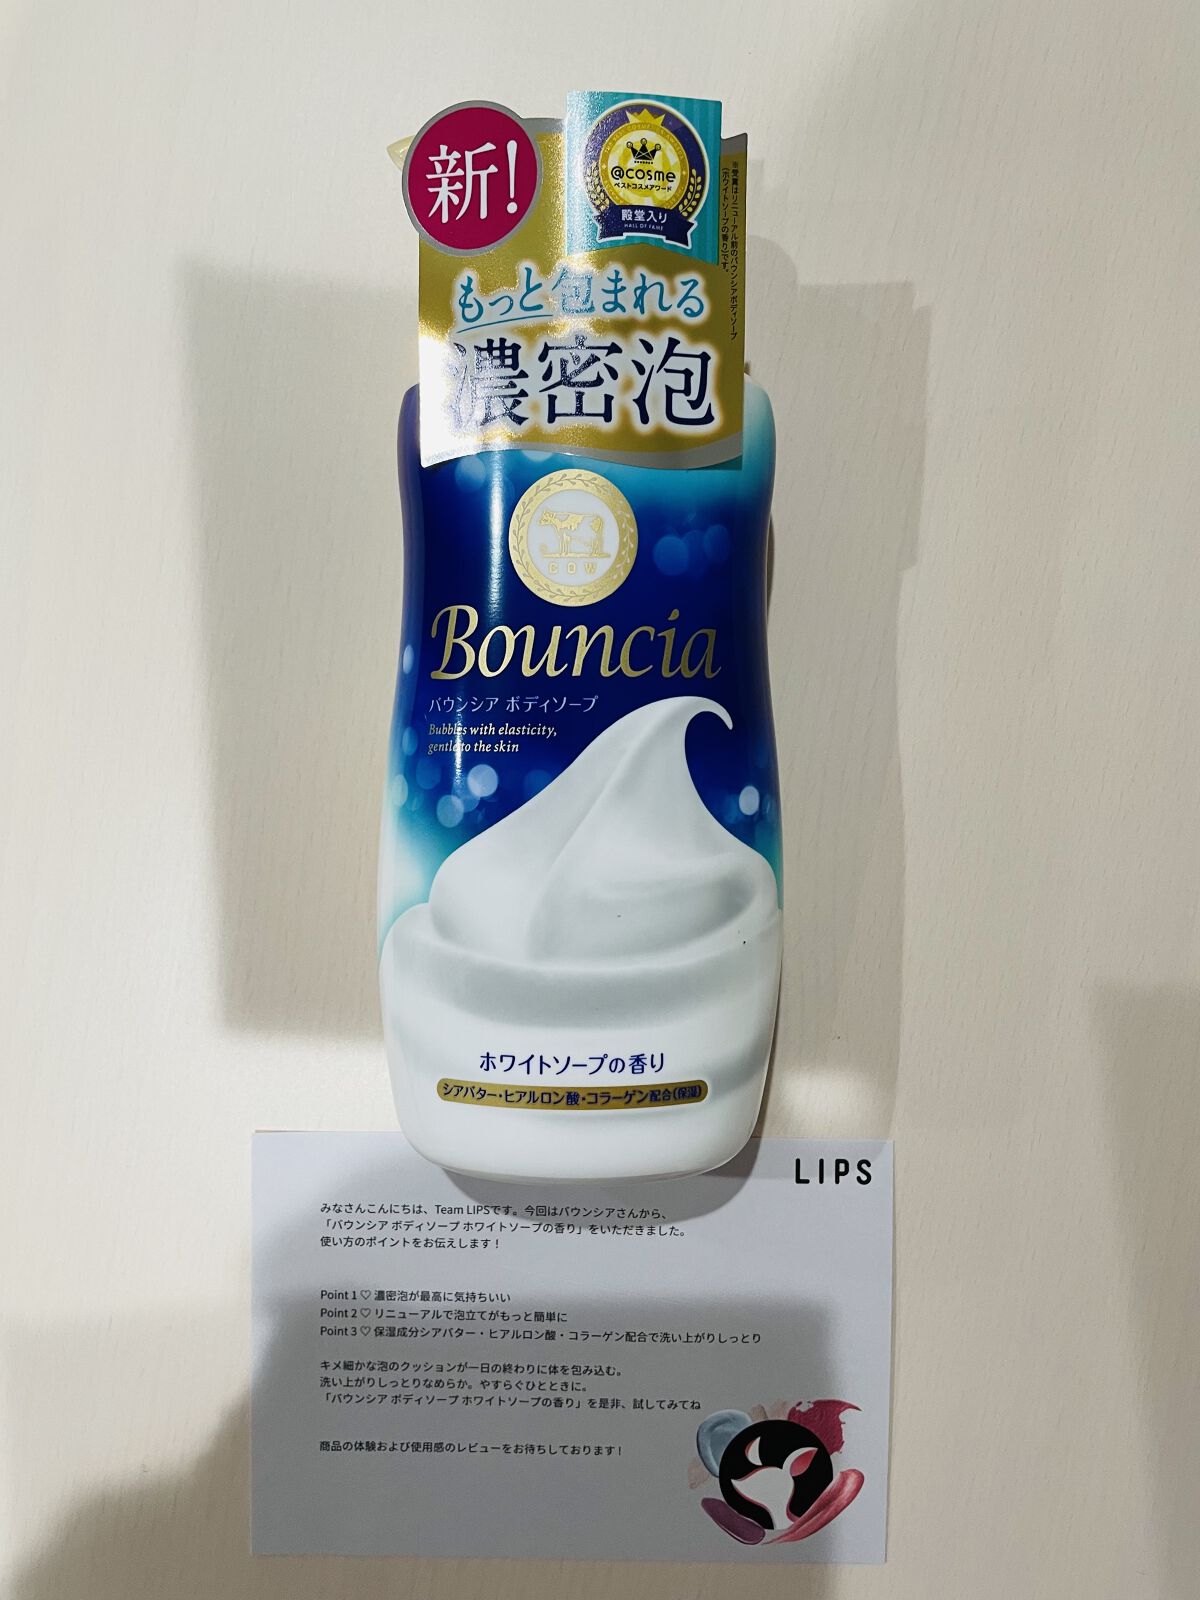 新!
@cosme
ベストコスメアワード
殿堂入り
HALL OF FAME
※受賞はリニューアル前のバウンシアボディソープ
(ホワイトソープの香り)です。
もっと包まれる
濃密泡
COW
Bouncia
バウンシア ボディソープ
Bubbles with elasticity,
gentle to the skin
ホワイトソープの香り
シアバター・ヒアルロン酸・コラーゲン配合(保湿)
LIPS
みなさんこんにちは、Team LIPSです。今回はバウンシアさんから、
「バウンシア ボディソープ ホワイトソープの香り」をいただきました。
使い方のポイントをお伝えします!
Point 1 ♡ 濃密泡が最高に気持ちいい
Point 2 ♡ リニューアルで泡立てがもっと簡単に
Point 3 ♡ 保湿成分シアバター・ヒアルロン酸・コラーゲン配合で洗い上がりしっとり
キメ細かな泡のクッションが一日の終わりに体を包み込む。
洗い上がりしっとりなめらか。やすらぐひとときに。
「バウンシア ボディソープ ホワイトソープの香り」を是非、試してみてね
商品の体験および使用感のレビューをお待ちしております!